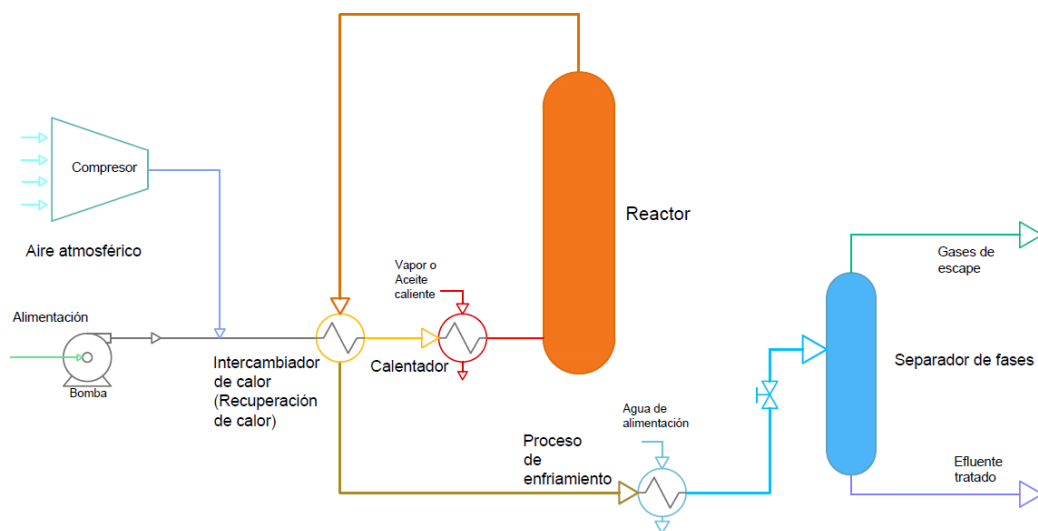 Compresor
Aire atmosférico
Alimentación
Bomba
Intercambiador
de calor
(Recuperación
de calor)
Vapor o
Aceite
caliente
Calentador
Reactor
Proceso
de
enfriamiento
Agua de
alimentación
Gases de
escape
Separador de fases
Efluente
tratado